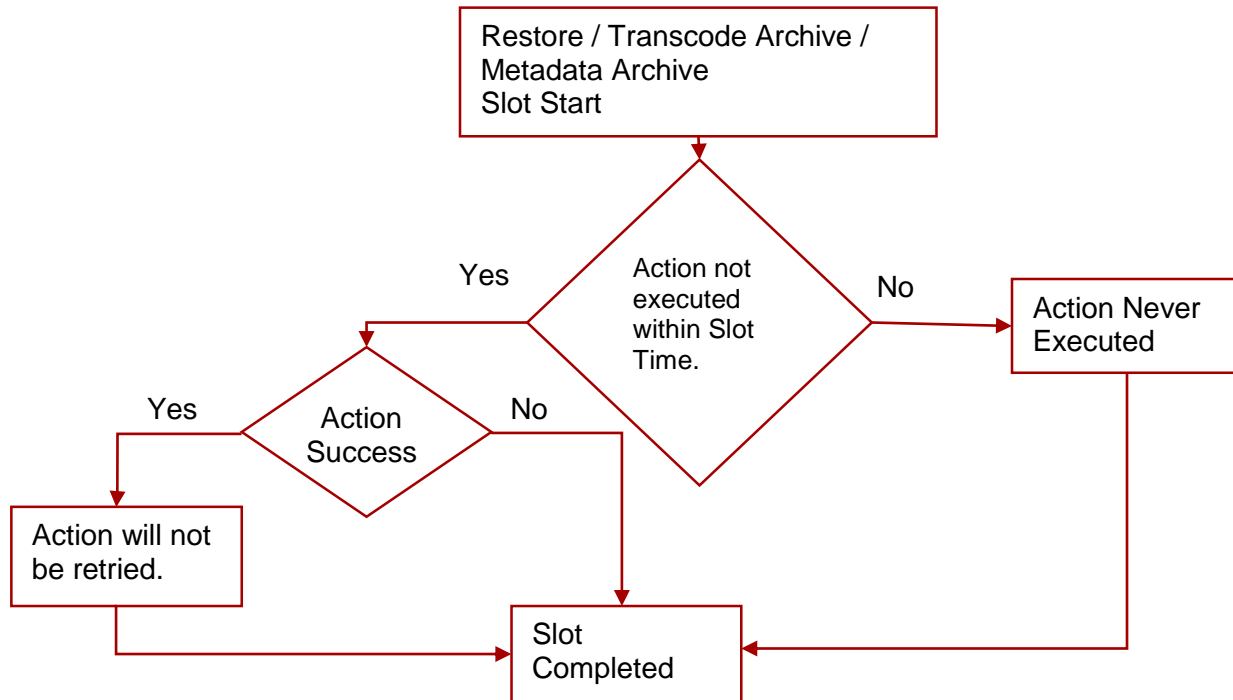 Restore / Transcode Archive /
Metadata Archive
Slot Start
Yes
Action not
executed
within Slot
Time.
No
Action Never
Executed
Yes
Action
Success
No
Action will not
be retried.
Slot
Completed